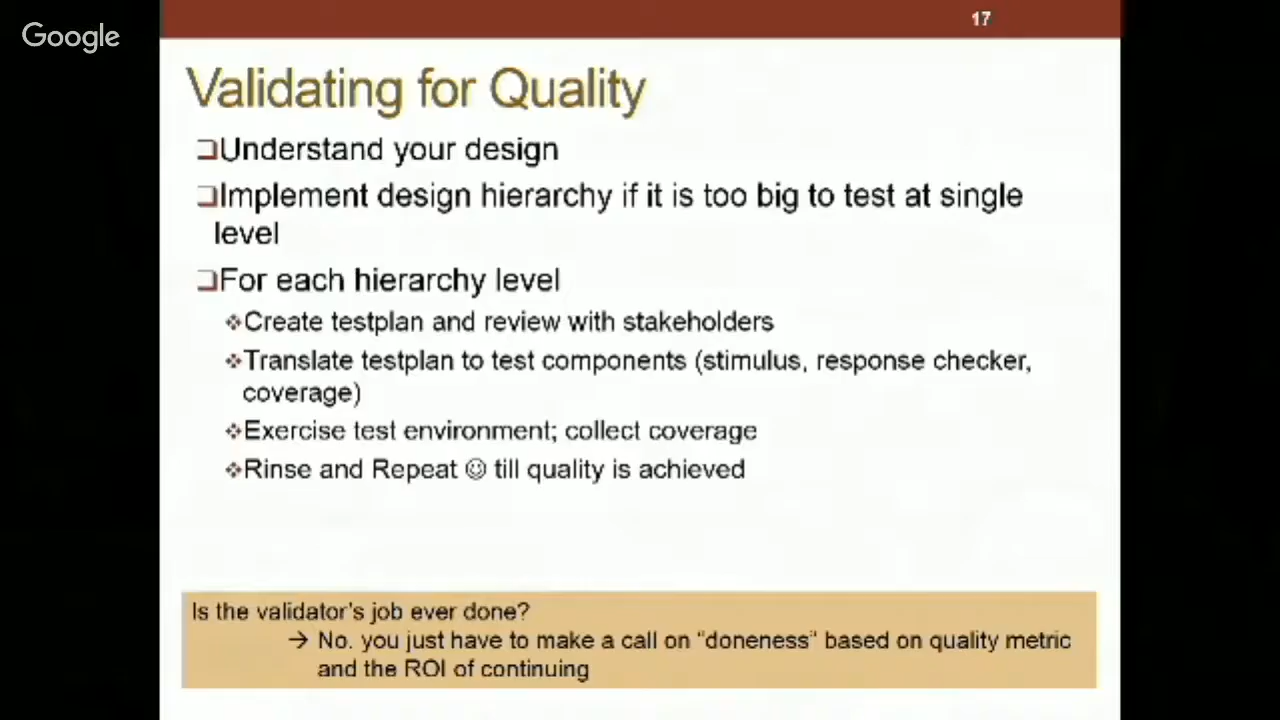 17
Google
Validating for Quality
❑Understand your design
❑Implement design hierarchy if it is too big to test at single
level
❑For each hierarchy level
❖Create testplan and review with stakeholders
❖Translate testplan to test components (stimulus, response checker,
coverage)
❖Exercise test environment; collect coverage
❖Rinse and Repeat ☺ till quality is achieved
Is the validator's job ever done?
→ No. you just have to make a call on "doneness" based on quality metric
and the ROI of continuing